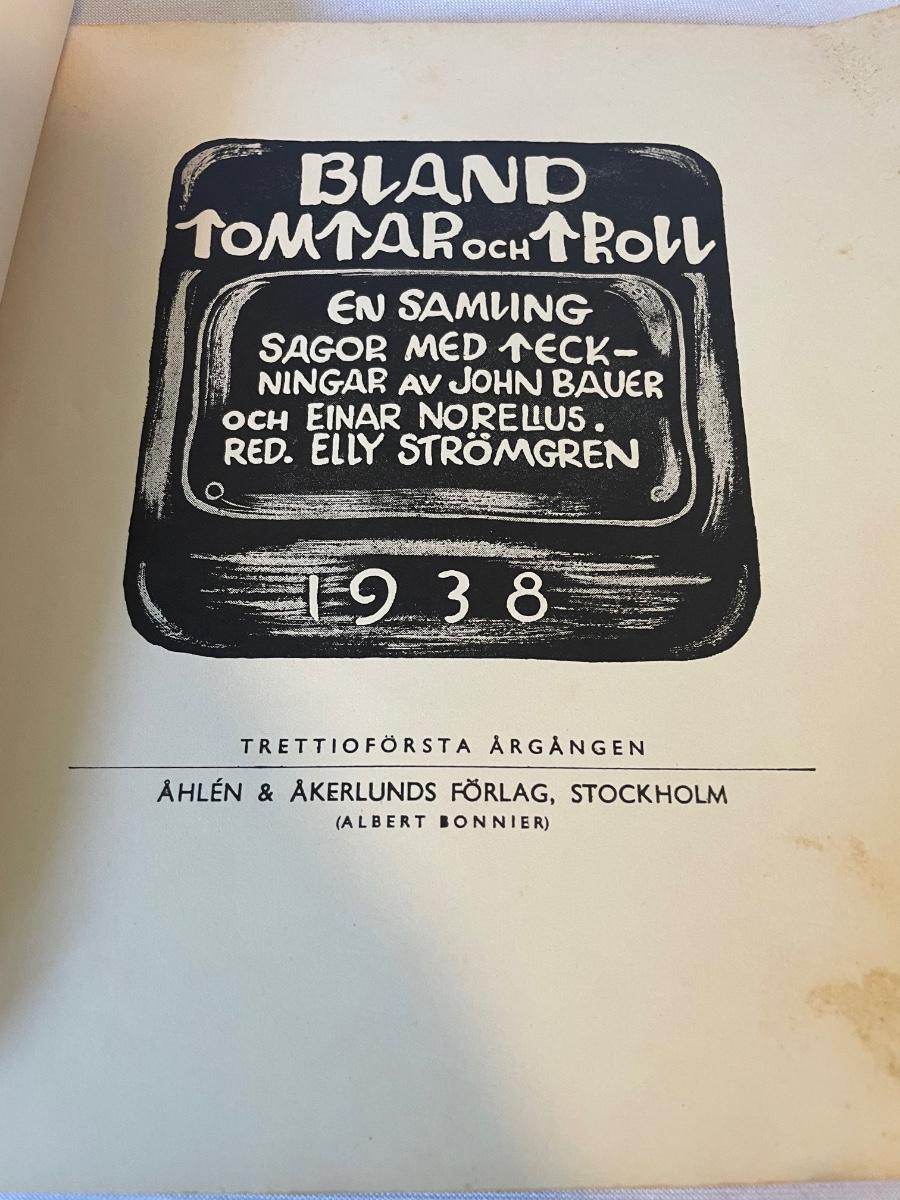 BLAND
TOMTAR OCH TROLL
EN SAMLING
SAGOR MED TECK-
NINGAR AV JOHN BAUER
OCH EINAR NORELIUS.
RED. ELLY STRÖMGREN
1938
TRETTIOFÖRSTA ÅRGÅNGEN
ÅHLÉN & ÅKERLUNDS FÖRLAG, STOCKHOLM
(ALBERT BONNIER)